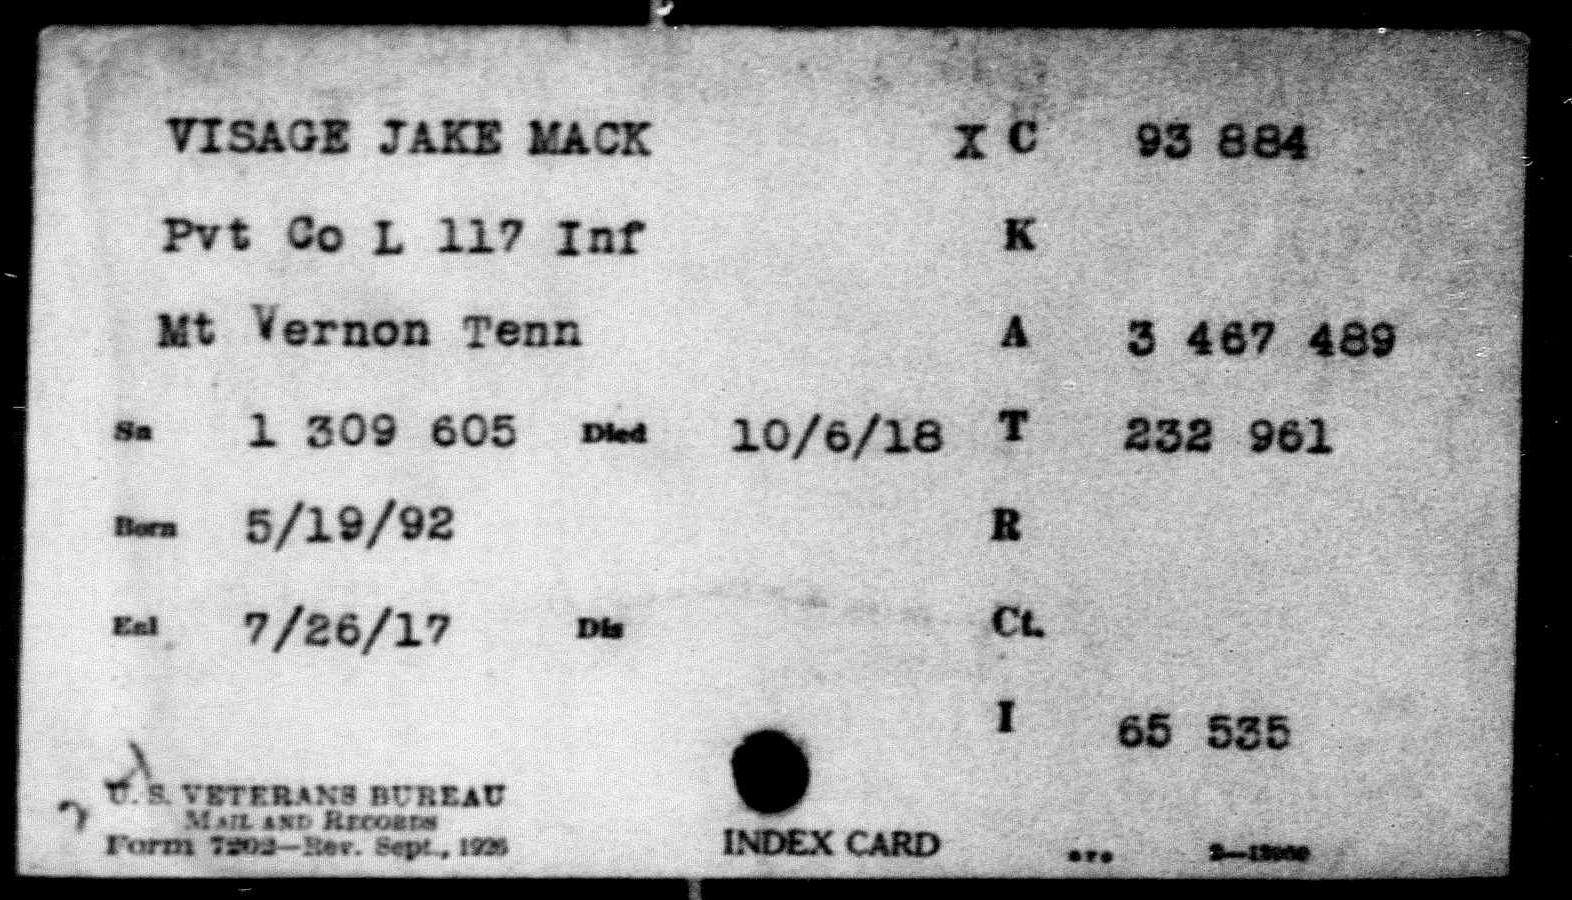 VISAGE JAKE MACK X C 93 884
Pvt Co L 117 Inf K
Mt Vernon Tenn A 3 467 489
Sn 1 309 605 Died 10/6/18 T 232 961
Born 5/19/92 R
Enl 7/26/17 Dis Ct.
I 65 535
U. S. VETERANS BUREAU
MAIL AND RECORDS
Form 7202—Rev. Sept., 1926
INDEX CARD